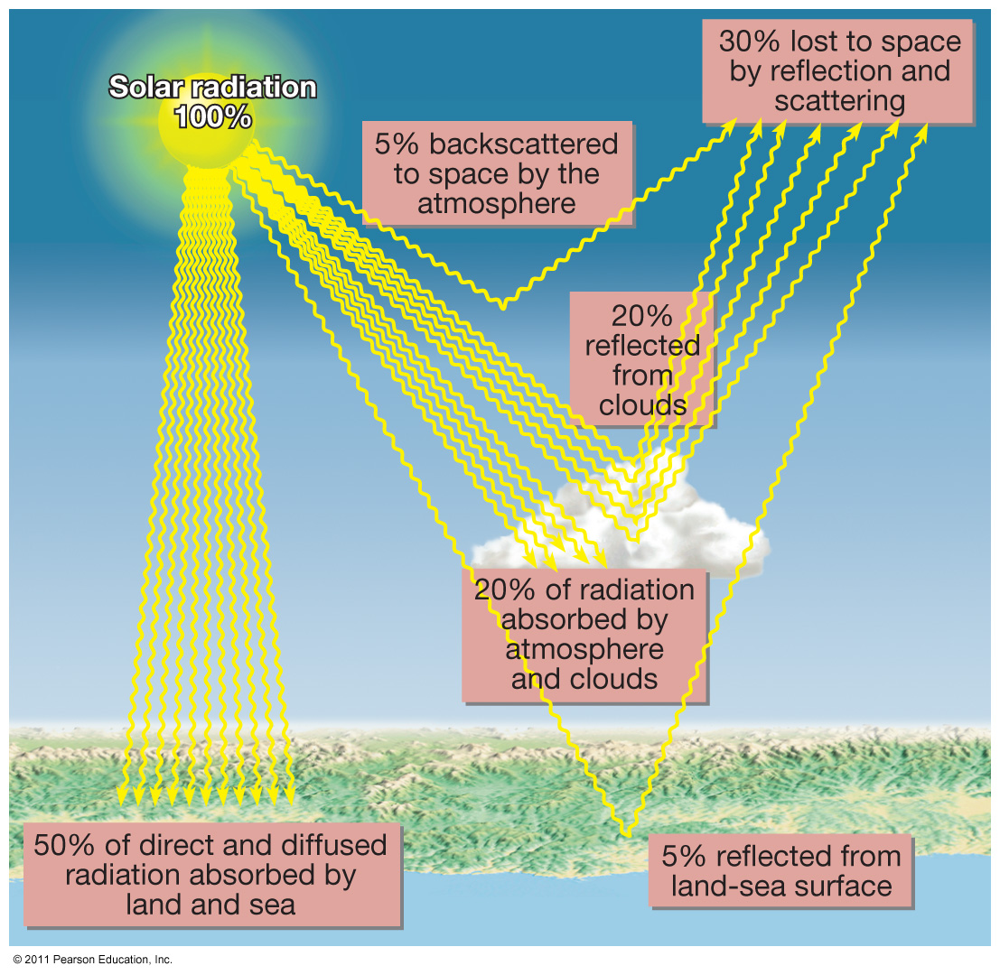 Solar radiation
100%
30% lost to space
by reflection and
scattering
5% backscattered
to space by the
atmosphere
20%
reflected
from
clouds
20% of radiation
absorbed by
atmosphere
and clouds
50% of direct and diffused
radiation absorbed by
land and sea
5% reflected from
land-sea surface
© 2011 Pearson Education, Inc.